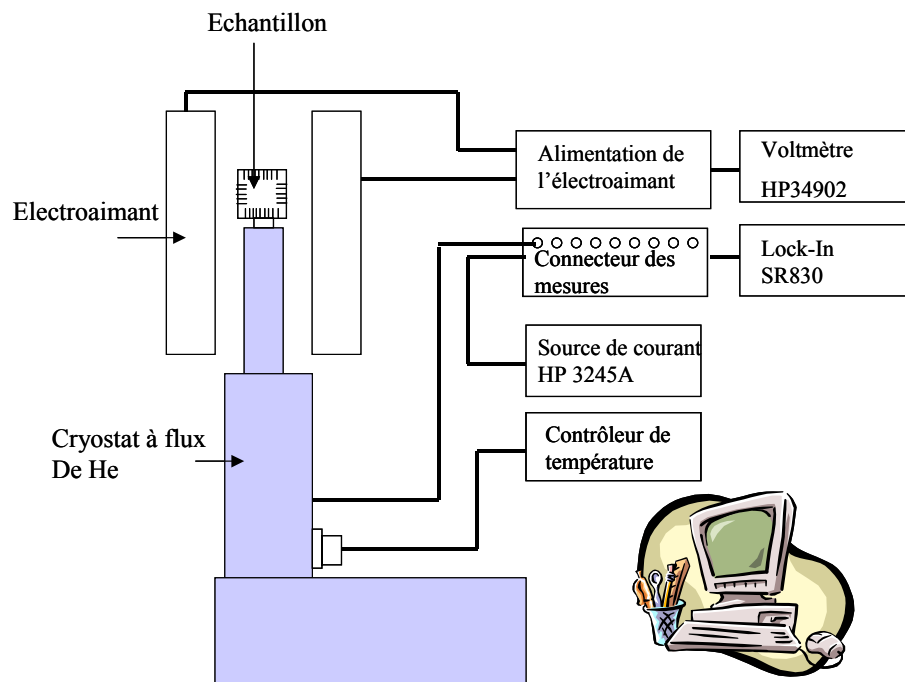 Echantillon
Electroaimant
Alimentation de
l'électroaimant
Voltmètre
HP34902
Connecteur des
mesures
Lock-In
SR830
Source de courant
HP 3245A
Cryostat à flux
De He
Contrôleur de
température